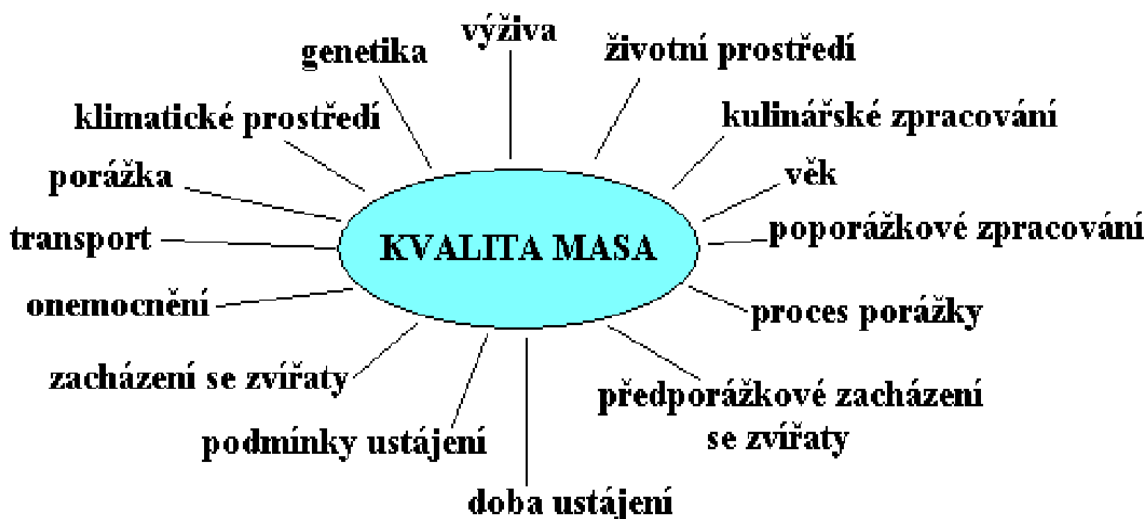 výživa
genetika
životní prostředí
klimatické prostředí
kulinářské zpracování
porážka
věk
transport
KVALITA MASA
poporážkové zpracování
onemocnění
proces porážky
zacházení se zvířaty
předporážkové zacházení
se zvířaty
podmínky ustájení
doba ustájení